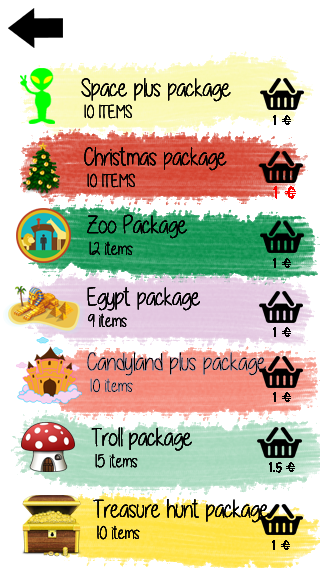 Space plus package
10 ITEMS
1 €
Christmas package
10 ITEMS
1 €
Zoo Package
12 items
1 €
Egypt package
9 items
1 €
Candyland plus package
10 items
1 €
Troll package
15 items
1.5 €
Treasure hunt package
10 items
1 €